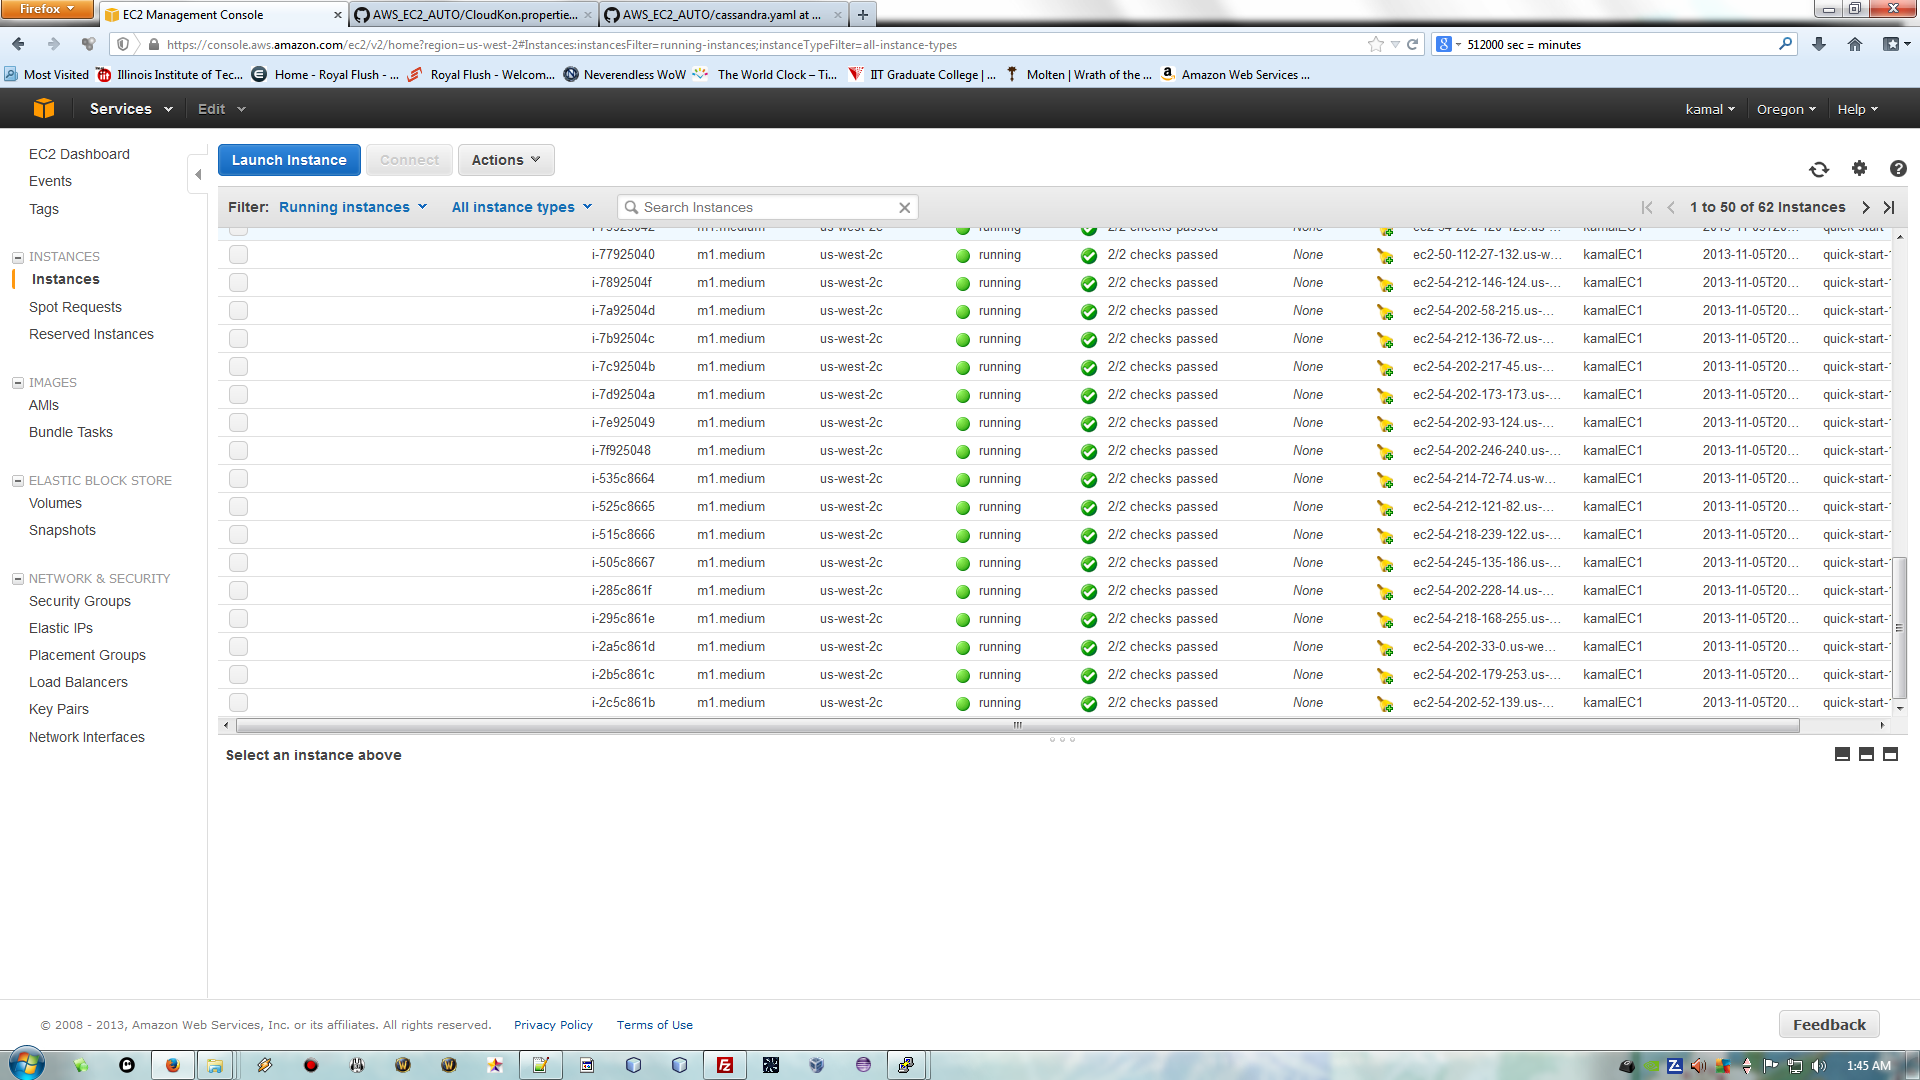 Firefox
EC2 Management Console
AWS_EC2_AUTO/CloudKon.propertie...
AWS_EC2_AUTO/cassandra.yaml at ...
https://console.aws.amazon.com/ec2/v2/home?region=us-west-2#Instances:instancesFilter=running-instances;instanceTypeFilter=all-instance-types
512000 sec = minutes
Most Visited
Illinois Institute of Tec...
Home - Royal Flush - ...
Royal Flush - Welcom...
Neverendless WoW
The World Clock – Ti...
IIT Graduate College | ...
Molten | Wrath of the ...
Amazon Web Services ...
Services Edit kamal Oregon Help
EC2 Dashboard
Events
Tags
INSTANCES
Instances
Spot Requests
Reserved Instances
IMAGES
AMIs
Bundle Tasks
ELASTIC BLOCK STORE
Volumes
Snapshots
NETWORK & SECURITY
Security Groups
Elastic IPs
Placement Groups
Load Balancers
Key Pairs
Network Interfaces
Launch Instance Connect Actions
Filter: Running instances All instance types Search Instances 1 to 50 of 62 Instances
i-77925040 m1.medium us-west-2c running 2/2 checks passed None ec2-50-112-27-132.us-w... kamalEC1 2013-11-05T20... quick-start-
i-7892504f m1.medium us-west-2c running 2/2 checks passed None ec2-54-212-146-124.us-... kamalEC1 2013-11-05T20... quick-start-
i-7a92504d m1.medium us-west-2c running 2/2 checks passed None ec2-54-202-58-215.us-... kamalEC1 2013-11-05T20... quick-start-
i-7b92504c m1.medium us-west-2c running 2/2 checks passed None ec2-54-212-136-72.us-... kamalEC1 2013-11-05T20... quick-start-
i-7c92504b m1.medium us-west-2c running 2/2 checks passed None ec2-54-202-217-45.us-... kamalEC1 2013-11-05T20... quick-start-
i-7d92504a m1.medium us-west-2c running 2/2 checks passed None ec2-54-202-173-173.us-... kamalEC1 2013-11-05T20... quick-start-
i-7e925049 m1.medium us-west-2c running 2/2 checks passed None ec2-54-202-93-124.us-... kamalEC1 2013-11-05T20... quick-start-
i-7f925048 m1.medium us-west-2c running 2/2 checks passed None ec2-54-202-246-240.us-... kamalEC1 2013-11-05T20... quick-start-
i-535c8664 m1.medium us-west-2c running 2/2 checks passed None ec2-54-214-72-74.us-w... kamalEC1 2013-11-05T20... quick-start-
i-525c8665 m1.medium us-west-2c running 2/2 checks passed None ec2-54-212-121-82.us-... kamalEC1 2013-11-05T20... quick-start-
i-515c8666 m1.medium us-west-2c running 2/2 checks passed None ec2-54-218-239-122.us-... kamalEC1 2013-11-05T20... quick-start-
i-505c8667 m1.medium us-west-2c running 2/2 checks passed None ec2-54-245-135-186.us-... kamalEC1 2013-11-05T20... quick-start-
i-285c861f m1.medium us-west-2c running 2/2 checks passed None ec2-54-202-228-14.us-... kamalEC1 2013-11-05T20... quick-start-
i-295c861e m1.medium us-west-2c running 2/2 checks passed None ec2-54-218-168-255.us-... kamalEC1 2013-11-05T20... quick-start-
i-2a5c861d m1.medium us-west-2c running 2/2 checks passed None ec2-54-202-33-0.us-we... kamalEC1 2013-11-05T20... quick-start-
i-2b5c861c m1.medium us-west-2c running 2/2 checks passed None ec2-54-202-179-253.us-... kamalEC1 2013-11-05T20... quick-start-
i-2c5c861b m1.medium us-west-2c running 2/2 checks passed None ec2-54-202-52-139.us-... kamalEC1 2013-11-05T20... quick-start-
Select an instance above
© 2008 - 2013, Amazon Web Services, Inc. or its affiliates. All rights reserved. Privacy Policy Terms of Use
Feedback
1:45 AM